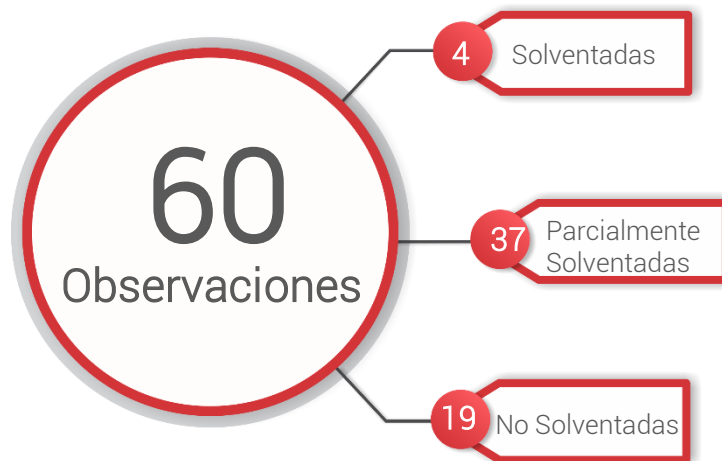 60
Observaciones
4
Solventadas
37
Parcialmente
Solventadas
19
No Solventadas